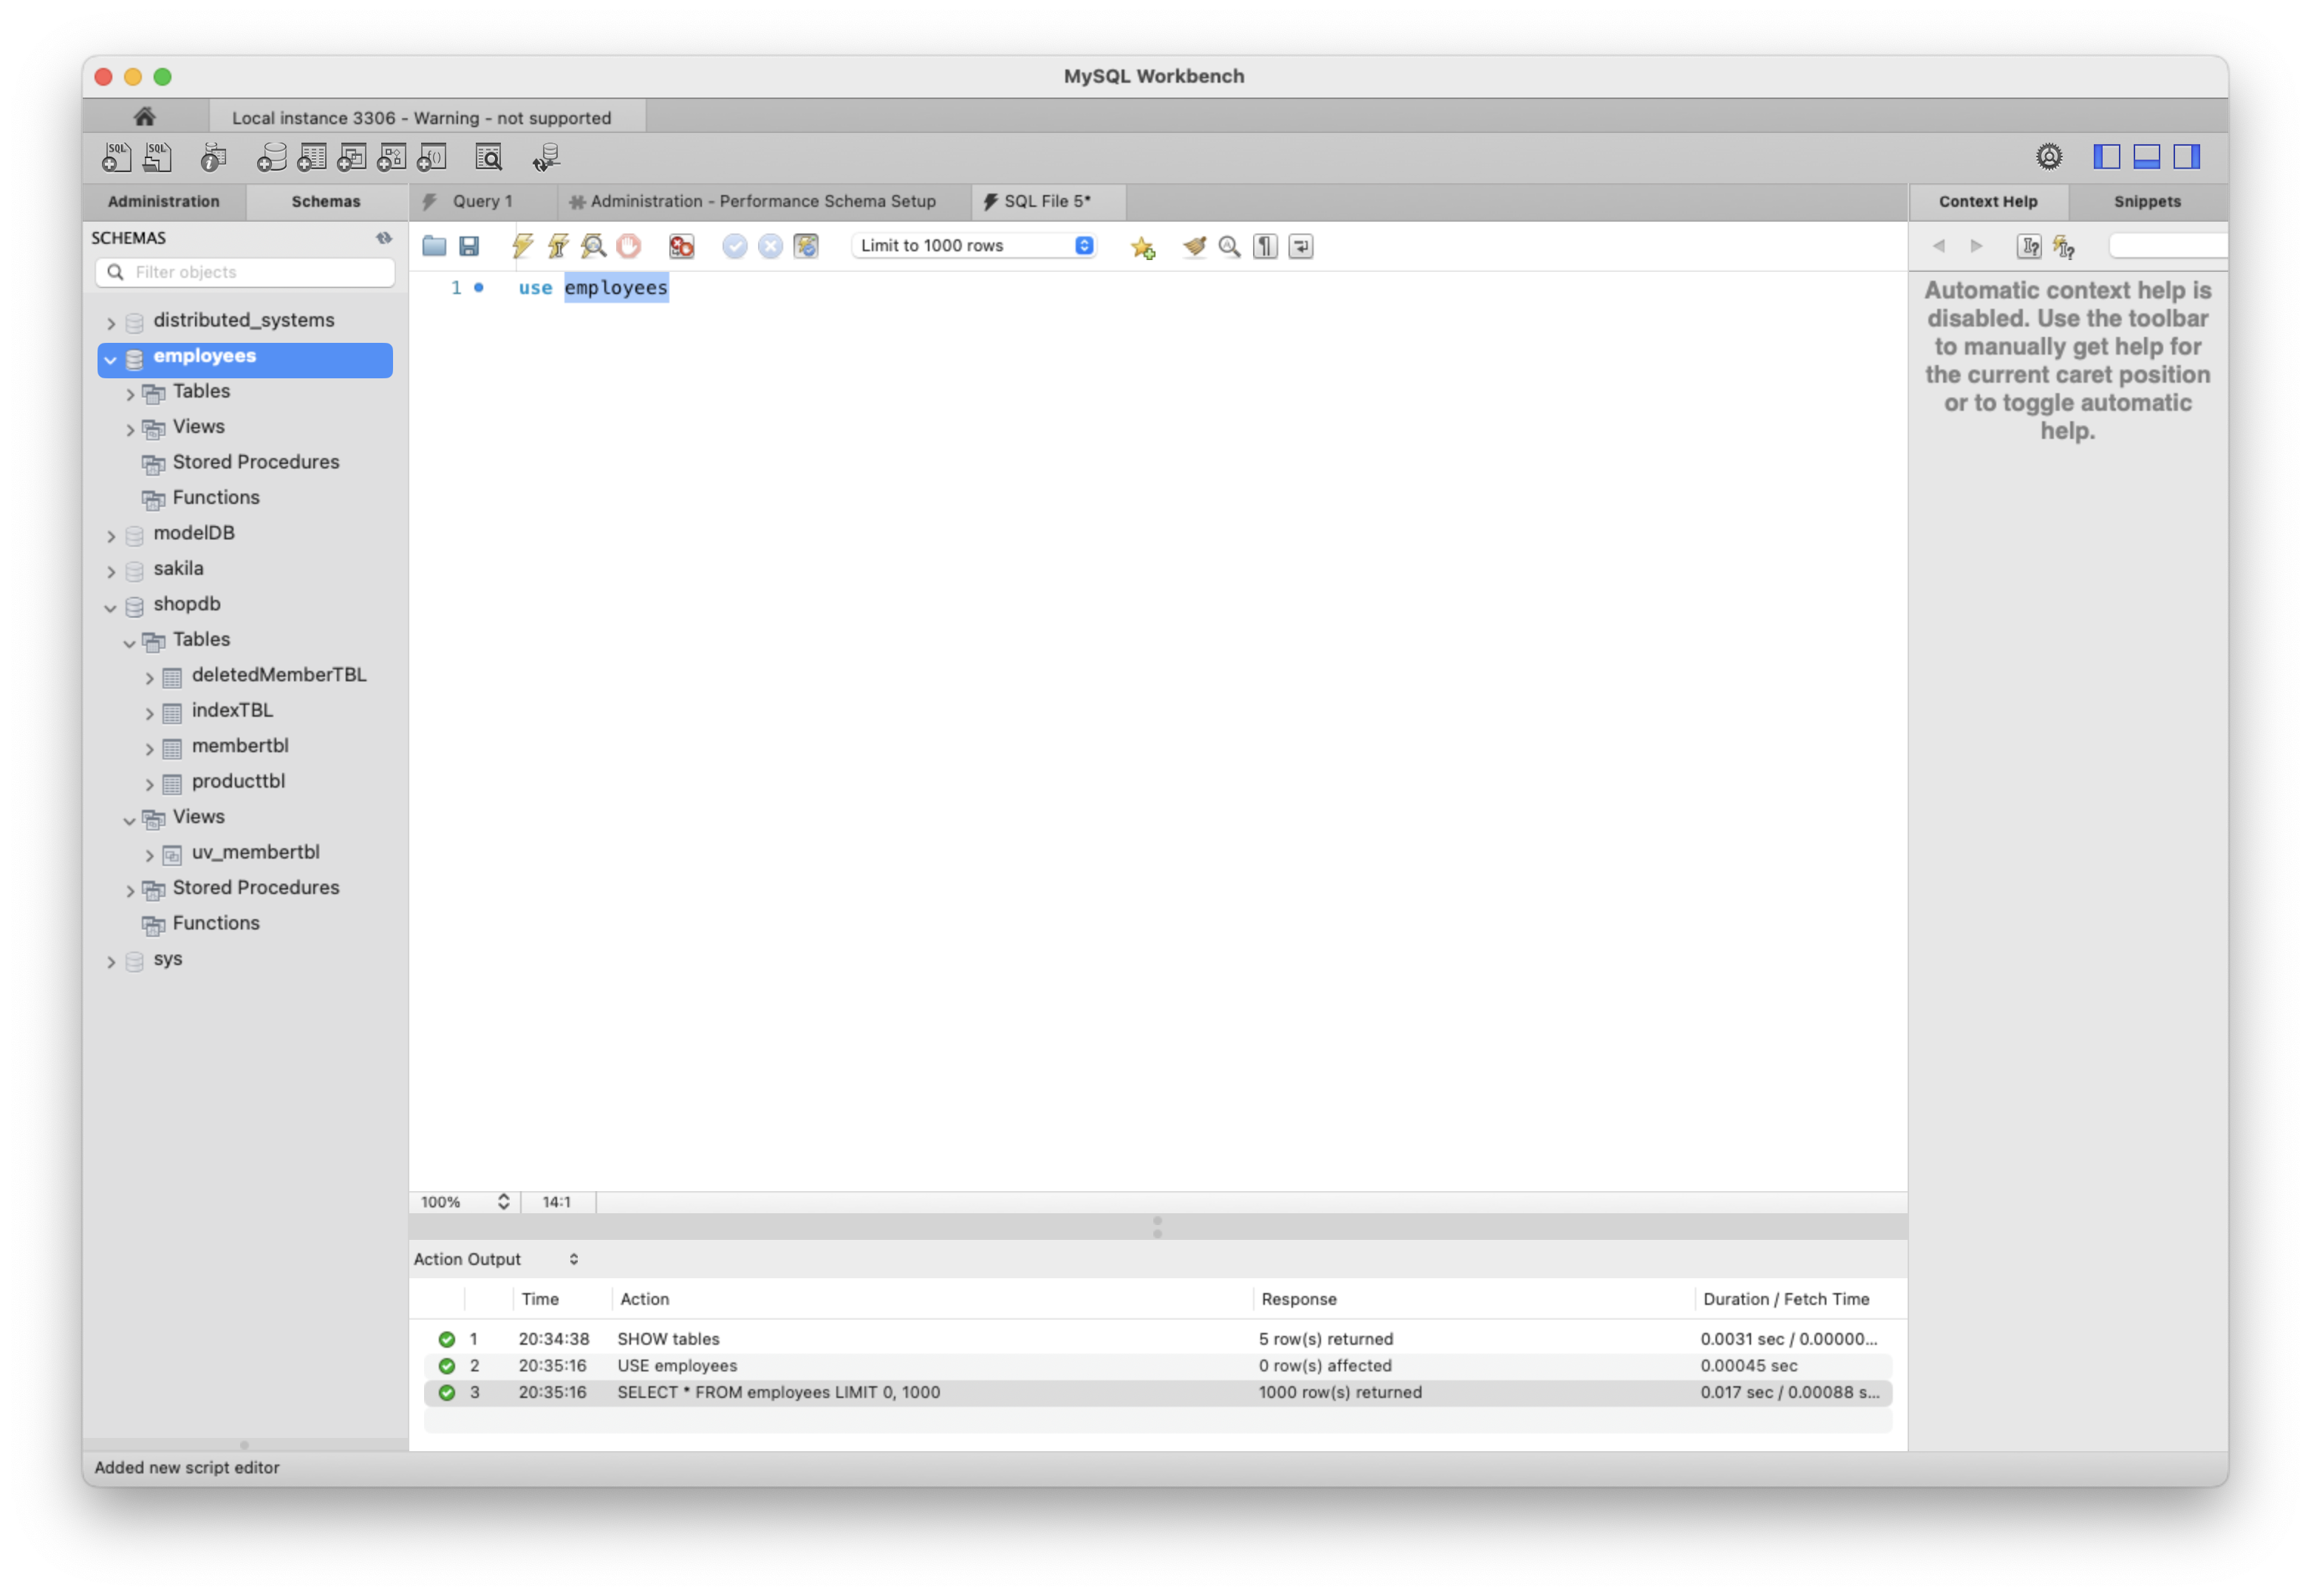 MySQL Workbench
Local instance 3306 - Warning - not supported
SQL SQL
Administration Schemas Query 1 Administration - Performance Schema Setup SQL File 5* Context Help Snippets
SCHEMAS
Limit to 1000 rows
Filter objects
1 use employees
Automatic context help is
disabled. Use the toolbar
to manually get help for
the current caret position
or to toggle automatic
help.
distributed_systems
employees
Tables
Views
Stored Procedures
Functions
modelDB
sakila
shopdb
Tables
deletedMemberTBL
indexTBL
membertbl
producttbl
Views
uv_membertbl
Stored Procedures
Functions
sys
100% 14:1
Action Output
Time Action Response Duration / Fetch Time
1 20:34:38 SHOW tables 5 row(s) returned 0.0031 sec / 0.00000...
2 20:35:16 USE employees 0 row(s) affected 0.00045 sec
3 20:35:16 SELECT * FROM employees LIMIT 0, 1000 1000 row(s) returned 0.017 sec / 0.00088 s...
Added new script editor